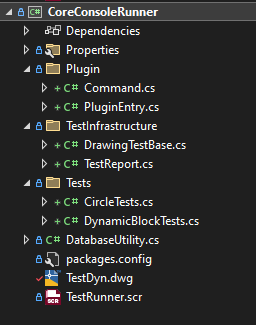 C# CoreConsoleRunner
Dependencies
Properties
Plugin
C# Command.cs
C# PluginEntry.cs
TestInfrastructure
C# DrawingTestBase.cs
C# TestReport.cs
Tests
C# CircleTests.cs
C# DynamicBlockTests.cs
C# DatabaseUtility.cs
packages.config
TestDyn.dwg
SCR TestRunner.scr